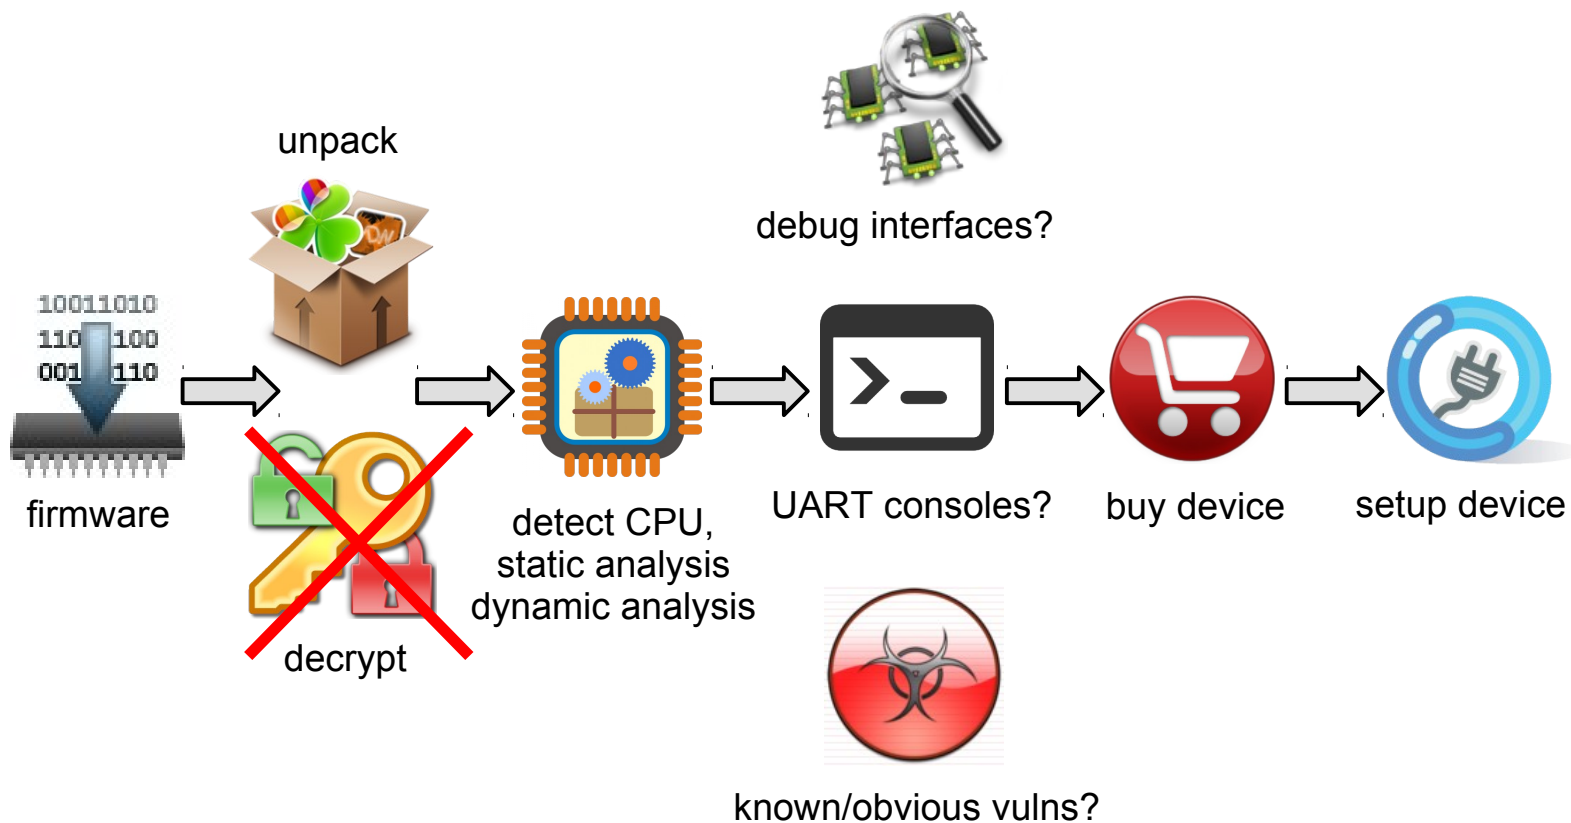 unpack
debug interfaces?
10011010
110 100
001 110
firmware
decrypt
detect CPU,
static analysis
dynamic analysis
UART consoles?
buy device
setup device
known/obvious vulns?